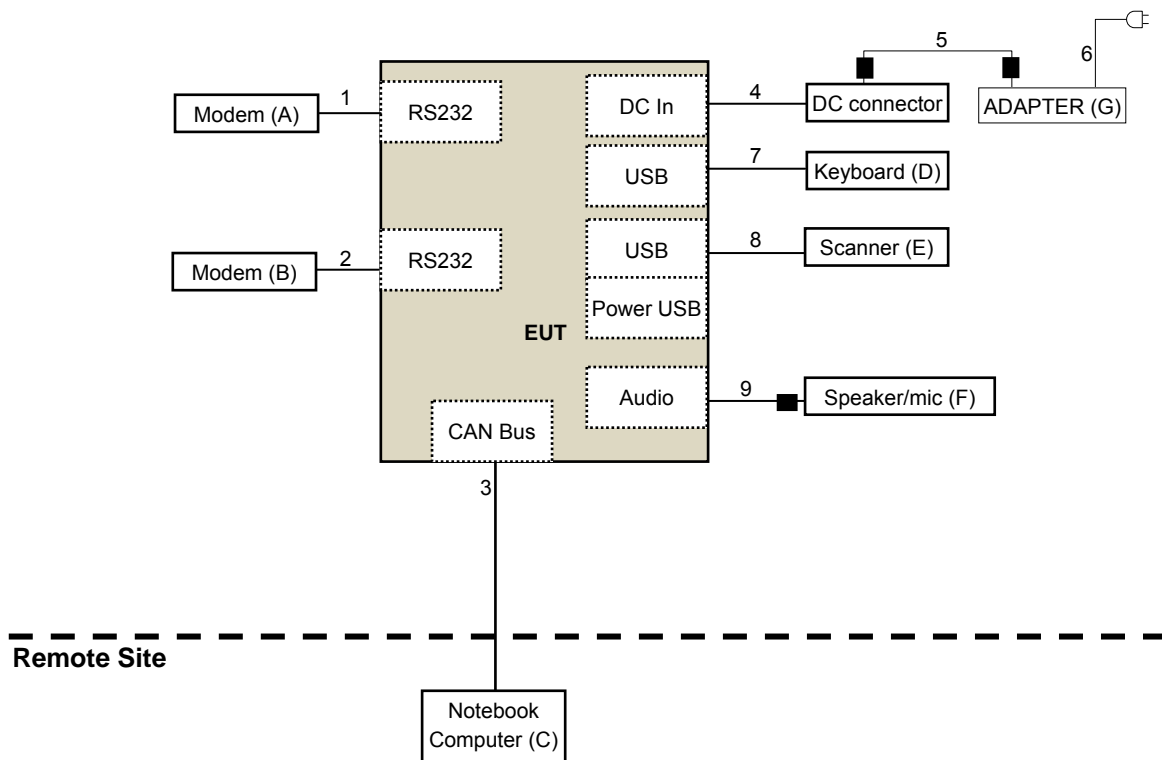 5
6
1
RS232
DC In
4
DC connector
ADAPTER (G)
Modem (A)
7
USB
Keyboard (D)
2
RS232
USB
8
Scanner (E)
Modem (B)
Power USB
EUT
Audio
9
Speaker/mic (F)
CAN Bus
3
Remote Site
Notebook
Computer (C)